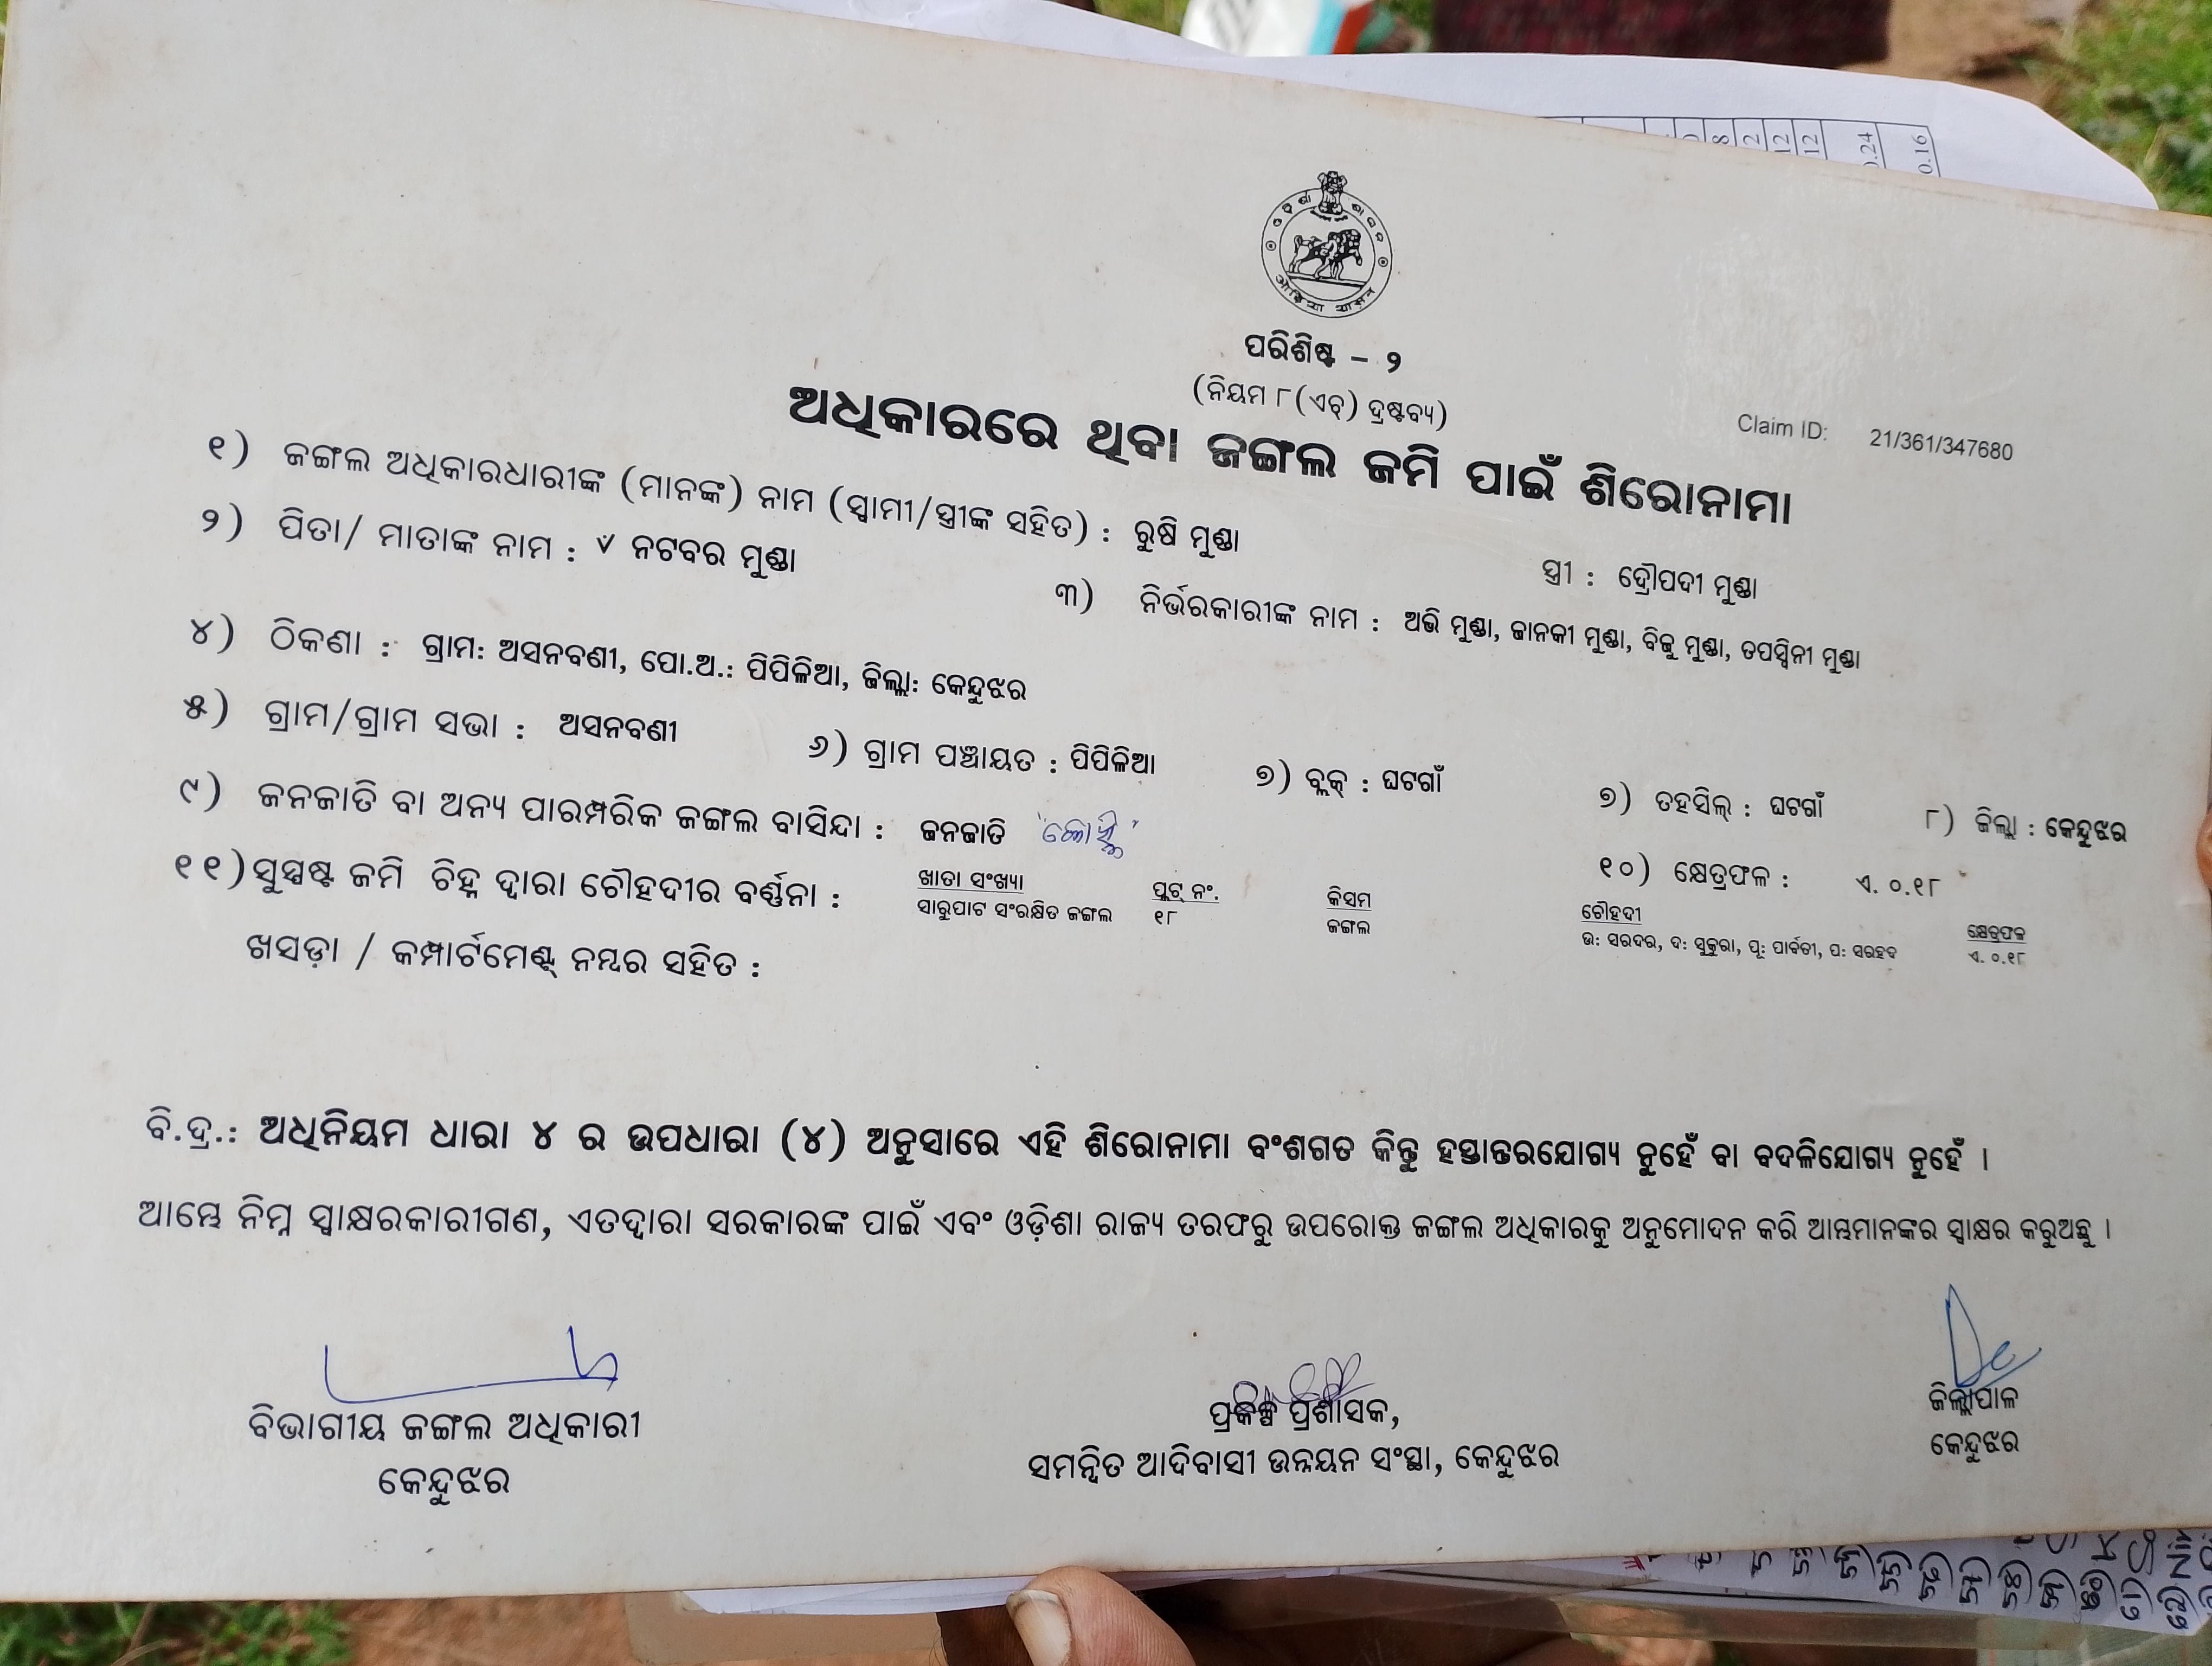 ଓଡ଼ିଶା ଶାସନ
ପରିଶିଷ୍ଟ – ୨
(ନିୟମ ୮(ଏଚ୍) ଦ୍ରଷ୍ଟବ୍ୟ)
Claim ID: 21/361/347680
ଅଧିକାରରେ ଥିବା ଜଙ୍ଗଲ ଜମି ପାଇଁ ଶିରୋନାମା
୧) ଜଙ୍ଗଲ ଅଧିକାରଧାରୀଙ୍କ (ମାନଙ୍କ) ନାମ (ସ୍ୱାମୀ/ସ୍ତ୍ରୀଙ୍କ ସହିତ) : ରୁଷି ମୁଣ୍ଡା ସ୍ତ୍ରୀ : ଦ୍ରୌପଦୀ ମୁଣ୍ଡା
୨) ପିତା/ ମାତାଙ୍କ ନାମ : ନଟବର ମୁଣ୍ଡା ୩) ନିର୍ଭରକାରୀଙ୍କ ନାମ : ଅଭି ମୁଣ୍ଡା, ଜାନକୀ ମୁଣ୍ଡା, ବିଜୁ ମୁଣ୍ଡା, ତପସ୍ୱିନୀ ମୁଣ୍ଡା
୪) ଠିକଣା : ଗ୍ରାମ: ଅସନବଣୀ, ପୋ.ଅ.: ପିପିଳିଆ, ଜିଲ୍ଲା: କେନ୍ଦୁଝର
୫) ଗ୍ରାମ/ଗ୍ରାମ ସଭା : ଅସନବଣୀ ୬) ଗ୍ରାମ ପଞ୍ଚାୟତ : ପିପିଳିଆ ୭) ବ୍ଲକ୍ : ଘଟଗାଁ ୭) ତହସିଲ୍ : ଘଟଗାଁ ୮) ଜିଲ୍ଲା : କେନ୍ଦୁଝର
୯) ଜନଜାତି ବା ଅନ୍ୟ ପାରମ୍ପରିକ ଜଙ୍ଗଲ ବାସିନ୍ଦା : ଜନଜାତି ୧୦) କ୍ଷେତ୍ରଫଳ : ଏ. ୦.୧୮
୧୧) ସୁସ୍ପଷ୍ଟ ଜମି ଚିହ୍ନ ଦ୍ୱାରା ଚୌହଦୀର ବର୍ଣ୍ଣନା : ଖାତା ସଂଖ୍ୟା ପ୍ଲଟ୍ ନଂ. କିସମ ଚୌହଦୀ କ୍ଷେତ୍ରଫଳ
ସାରୁପାଟ ସଂରକ୍ଷିତ ଜଙ୍ଗଲ ୧୮ ଜଙ୍ଗଲ ଉ: ସରଦର, ଦ: ସୁକୁରା, ପୂ: ପାର୍ବତୀ, ପ: ସରହଦ ଏ. ୦.୧୮
ଖସଡ଼ା / କମ୍ପାର୍ଟମେଣ୍ଟ୍ ନମ୍ବର ସହିତ :
ବି.ଦ୍ର.: ଅଧିନିୟମ ଧାରା ୪ ର ଉପଧାରା (୪) ଅନୁସାରେ ଏହି ଶିରୋନାମା ବଂଶଗତ କିନ୍ତୁ ହସ୍ତାନ୍ତରଯୋଗ୍ୟ ନୁହେଁ ବା ବଦଳିଯୋଗ୍ୟ ନୁହେଁ ।
ଆମ୍ଭେ ନିମ୍ନ ସ୍ୱାକ୍ଷରକାରୀଗଣ, ଏତଦ୍ଦ୍ୱାରା ସରକାରଙ୍କ ପାଇଁ ଏବଂ ଓଡ଼ିଶା ରାଜ୍ୟ ତରଫରୁ ଉପରୋକ୍ତ ଜଙ୍ଗଲ ଅଧିକାରକୁ ଅନୁମୋଦନ କରି ଆମ୍ଭମାନଙ୍କର ସ୍ୱାକ୍ଷର କରୁଅଛୁ ।
ବିଭାଗୀୟ ଜଙ୍ଗଲ ଅଧିକାରୀ
କେନ୍ଦୁଝର
ପ୍ରକଳ୍ପ ପ୍ରଶାସକ,
ସମନ୍ୱିତ ଆଦିବାସୀ ଉନ୍ନୟନ ସଂସ୍ଥା, କେନ୍ଦୁଝର
ଜିଲ୍ଲାପାଳ
କେନ୍ଦୁଝର